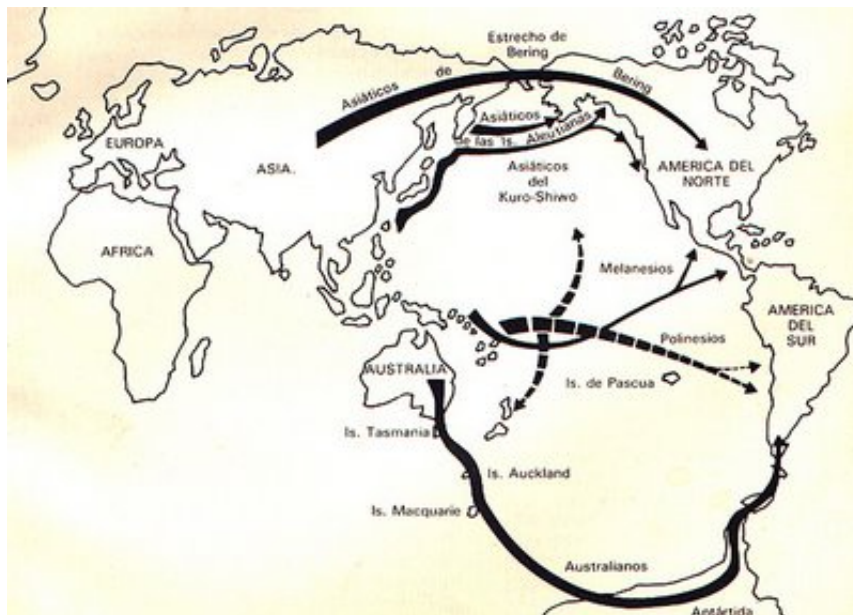 Estrecho de
Bering
Asiáticos de
Bering
Asiáticos
de las Is. Aleutianas
EUROPA
ASIA.
Asiáticos
del
Kuro-Shiwo
AMERICA DEL
NORTE
AFRICA
Melanesios
AMERICA
DEL
SUR
Polinesios
AUSTRALIA
Is. de Pascua
Is. Tasmania
Is. Auckland
Is. Macquarie
Australianos
Antártida